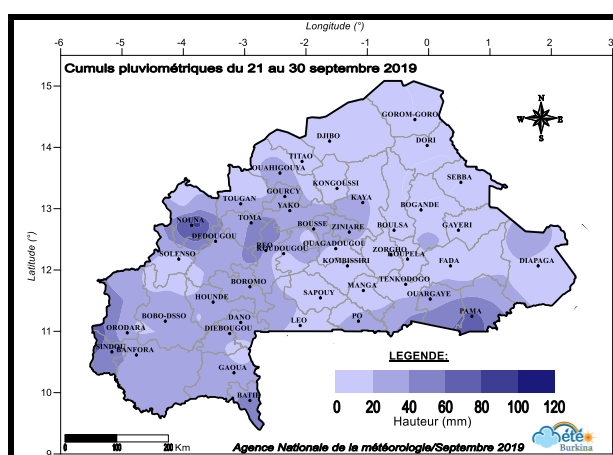 Longitude (°)
-6 -5 -4 -3 -2 -1 0 1 2 3
Cumuls pluviométriques du 21 au 30 septembre 2019
15
14
13
12
11
10
9
Latitude (°)
N
W E
S
GOROM-GORO
DJIBO
DORI
TITAO
OUAHIGOUYA
SEBBA
KONGOUSSI
GOURCY
TOUGAN
KAYA
YAKO
BOGANDE
NOUNA
TOMA
BOUSSE
ZINIARE
BOULSA
GAYERI
DEDOUGOU
REO
KOUDOUGOU
OUAGADOUGOU
ZORGHO
KOUPELA
SOLENSO
KOMBISSIRI
FADA
DIAPAGA
BOROMO
TENKODOGO
SAPOUY
MANGA
HOUNDE
OUARGAYE
BOBO-DSSO
DANO
LEO
PO
PAMA
ORODARA
DIEBOUGOU
SINDOU
BANFORA
GAOUA
BATIE
LEGENDE:
0 20 40 60 80 100 120
Hauteur (mm)
0 100 200 Km
Agence Nationale de la météorologie/Septembre 2019
étéo
Burkina